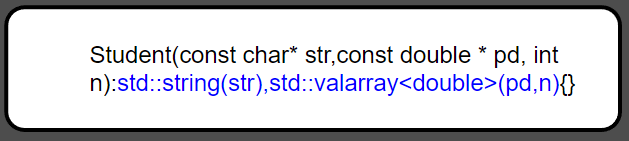 Student(const char* str,const double * pd, int
n):std::string(str),std::valarray<double>(pd,n){}